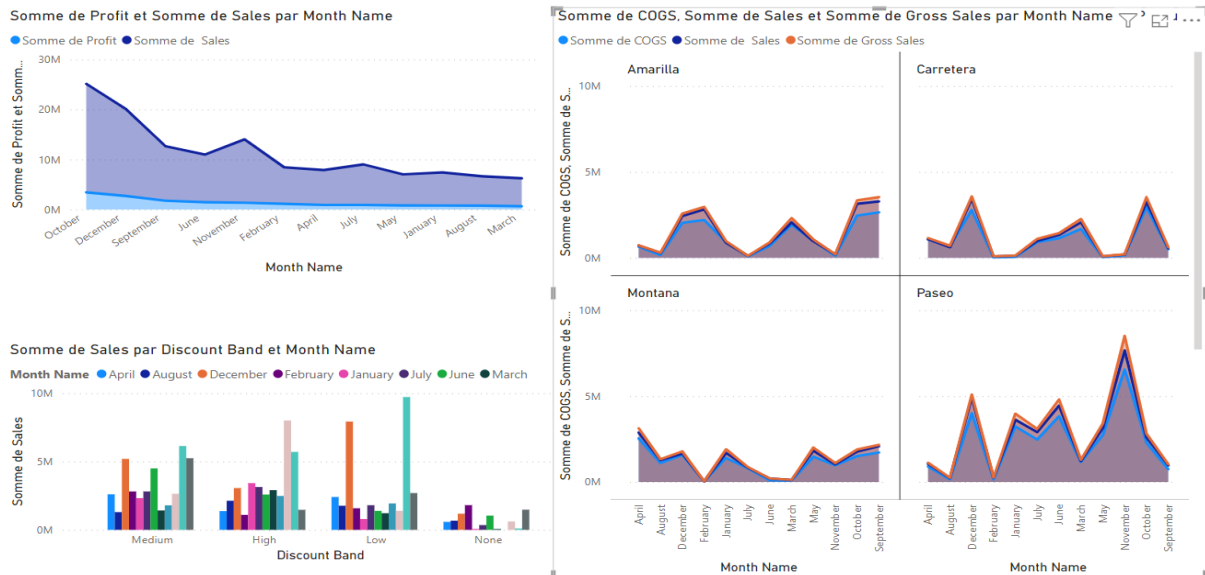 Somme de Profit et Somme de Sales par Month Name
Somme de Profit Somme de Sales
Somme de Profit et Somm...
30M
20M
10M
0M
October
December
September
June
November
February
April
July
May
January
August
March
Month Name
Somme de Sales par Discount Band et Month Name
Month Name April August December February January July June March
Somme de Sales
10M
5M
0M
Medium
High
Low
None
Discount Band
Somme de COGS, Somme de Sales et Somme de Gross Sales par Month Name
Somme de COGS Somme de Sales Somme de Gross Sales
Somme de COGS, Somme de S...
Amarilla
Carretera
10M
5M
0M
Somme de COGS, Somme de S...
Montana
Paseo
10M
5M
0M
April
August
December
February
January
July
June
March
May
November
October
September
April
August
December
February
January
July
June
March
May
November
October
September
Month Name
Month Name